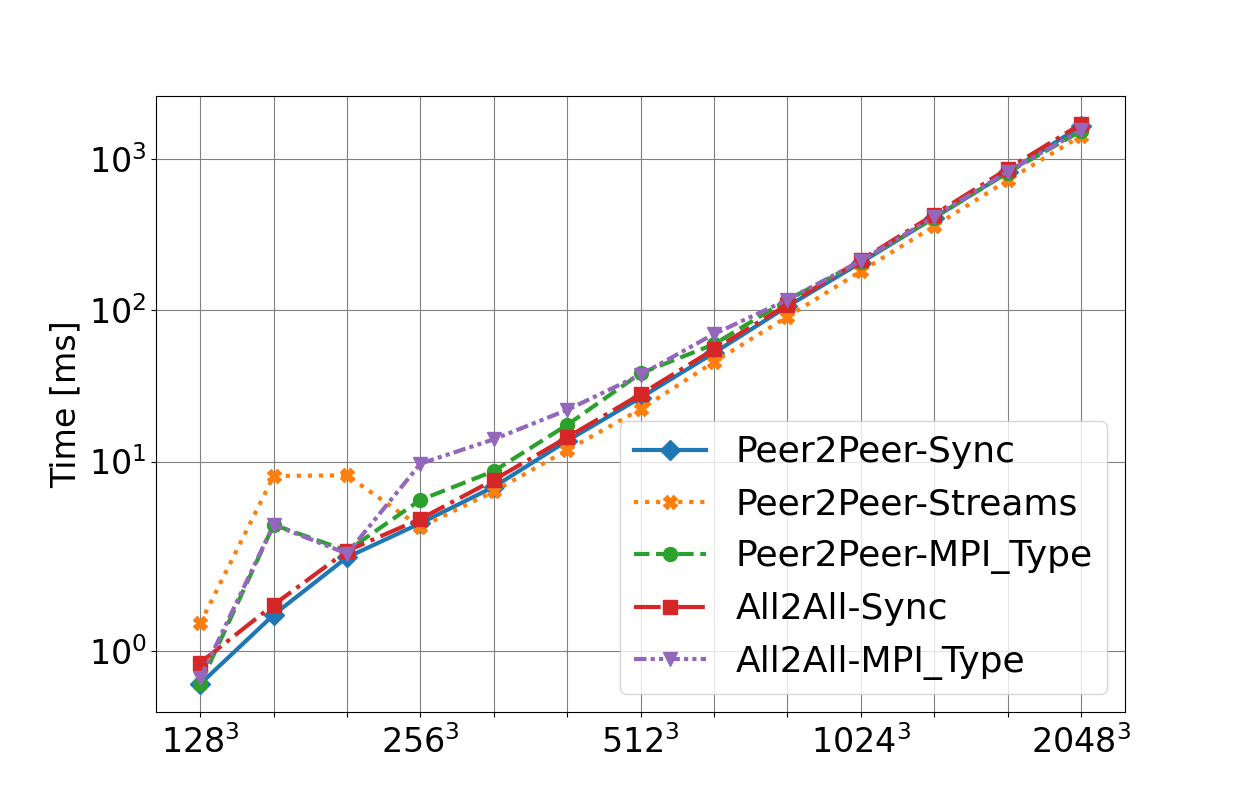 Time [ms]
10³
10²
10¹
10⁰
Peer2Peer-Sync
Peer2Peer-Streams
Peer2Peer-MPI_Type
All2All-Sync
All2All-MPI_Type
128³ 256³ 512³ 1024³ 2048³